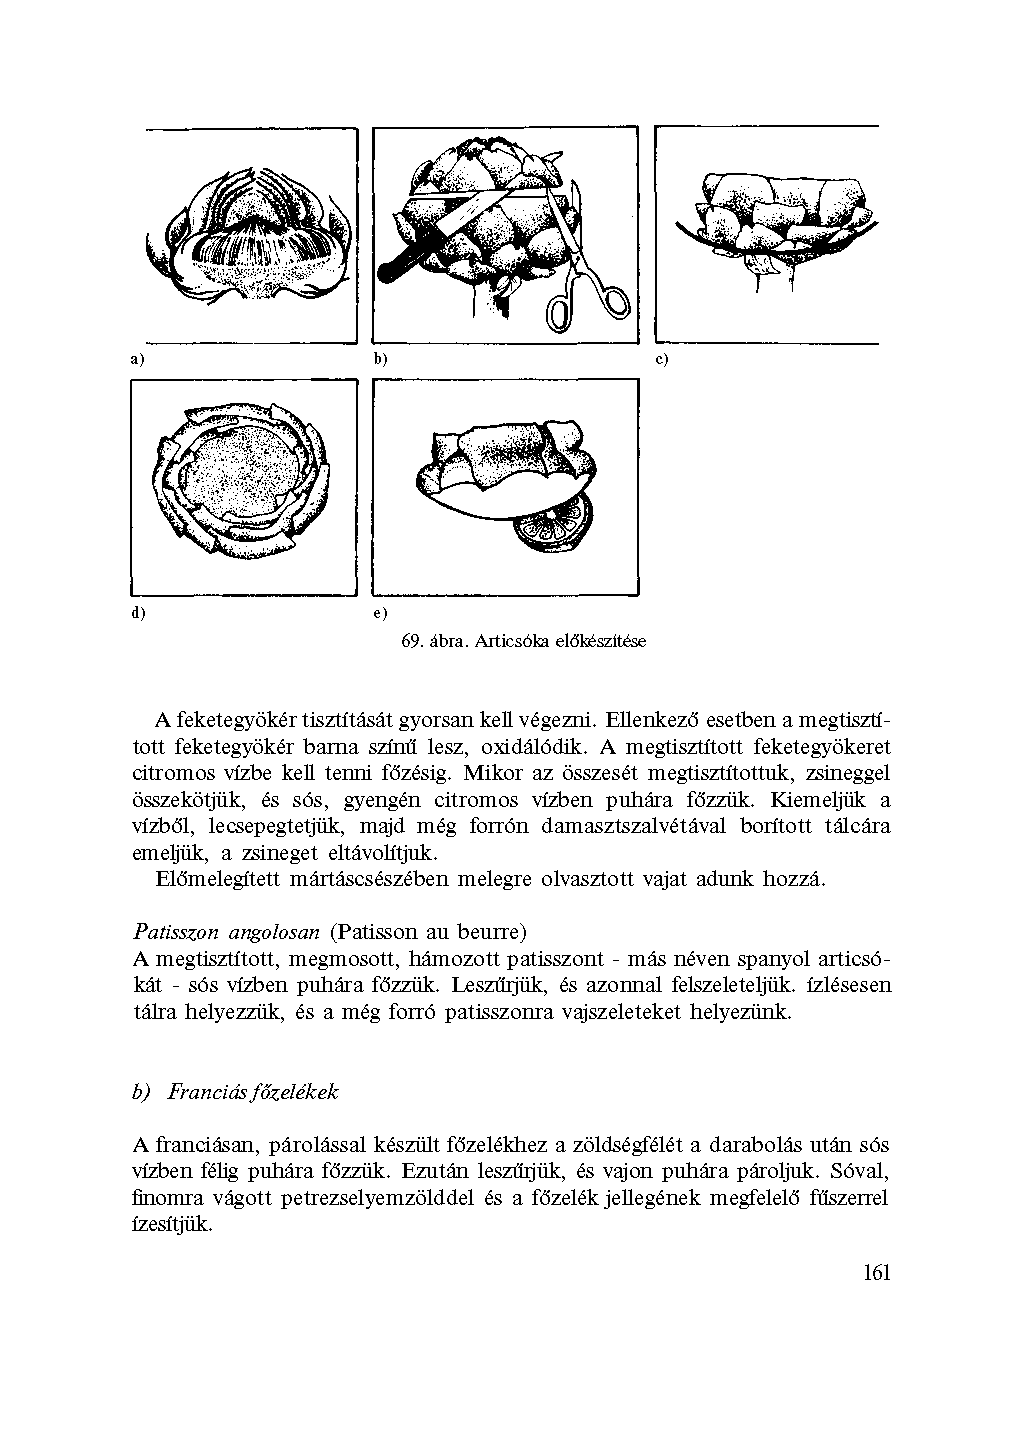 a)
b)
c)
d)
e)
69. ábra. Articsóka előkészítése
A feketegyökér tisztítását gyorsan kell végezni. Ellenkező esetben a megtisztí-
tott feketegyökér barna színű lesz, oxidálódik. A megtisztított feketegyökeret
citromos vízbe kell tenni főzésig. Mikor az összesét megtisztítottuk, zsineggel
összekötjük, és sós, gyengén citromos vízben puhára főzzük. Kiemeljük a
vízből, lecsepegtetjük, majd még forrón damasztszalvétával borított tálcára
emeljük, a zsineget eltávolítjuk.
Előmelegített mártáscsészében melegre olvasztott vajat adunk hozzá.
Patisszon angolosan (Patisson au beurre)
A megtisztított, megmosott, hámozott patisszont - más néven spanyol articsó-
kát - sós vízben puhára főzzük. Leszűrjük, és azonnal felszeleteljük. ízlésesen
tálra helyezzük, és a még forró patisszonra vajszeleteket helyezünk.
b) Franciás főzelékek
A franciásan, párolással készült főzelékhez a zöldségfélét a darabolás után sós
vízben félig puhára főzzük. Ezután leszűrjük, és vajon puhára pároljuk. Sóval,
finomra vágott petrezselyemzölddel és a főzelék jellegének megfelelő fűszerrel
ízesítjük.
161